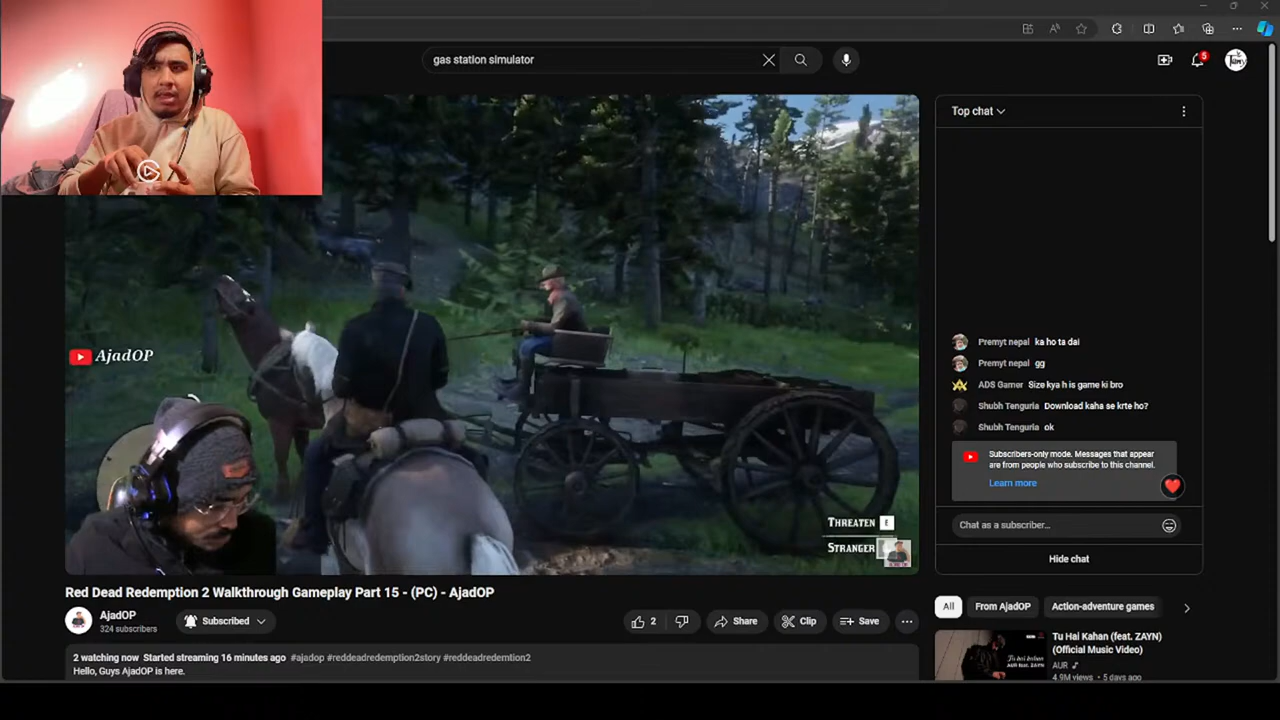 gas station simulator
5
Tums
Top chat
AjadOP
Premyt nepal ka ho ta dai
Premyt nepal gg
ADS Gamer Size kya h is game ki bro
Shubh Tenguria Download kaha se krte ho?
Shubh Tenguria ok
Subscribers-only mode. Messages that appear
are from people who subscribe to this channel.
Learn more
THREATEN E
STRANGER
Chat as a subscriber...
Hide chat
Red Dead Redemption 2 Walkthrough Gameplay Part 15 - (PC) - AjadOP
AjadOP
324 subscribers
Subscribed
2
Share
Clip
Save
All
From AjadOP
Action-adventure games
2 watching now Started streaming 16 minutes ago #ajadop #reddeadredemption2story #reddeadredemtion2
Hello, Guys AjadOP is here.
Tu Hai Kahan (feat. ZAYN)
(Official Music Video)
AUR
4.9M views • 5 days ago